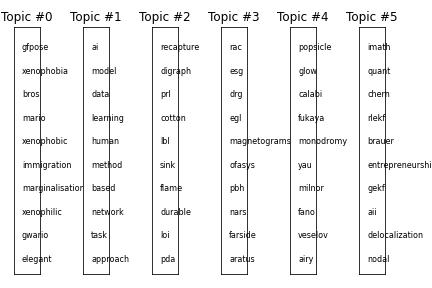 Topic #0
gfpose
xenophobia
bros
mario
xenophobic
immigration
marginalisation
xenophilic
gwario
elegant
Topic #1
ai
model
data
learning
human
method
based
network
task
approach
Topic #2
recapture
digraph
prl
cotton
lbl
sink
flame
durable
loi
pda
Topic #3
rac
esg
drg
egl
magnetograms
ofasys
pbh
nars
farside
aratus
Topic #4
popsicle
glow
calabi
fukaya
monodromy
yau
milnor
fano
veselov
airy
Topic #5
imath
quant
chern
rlekf
brauer
entrepreneurshi
gekf
aii
delocalization
nodal